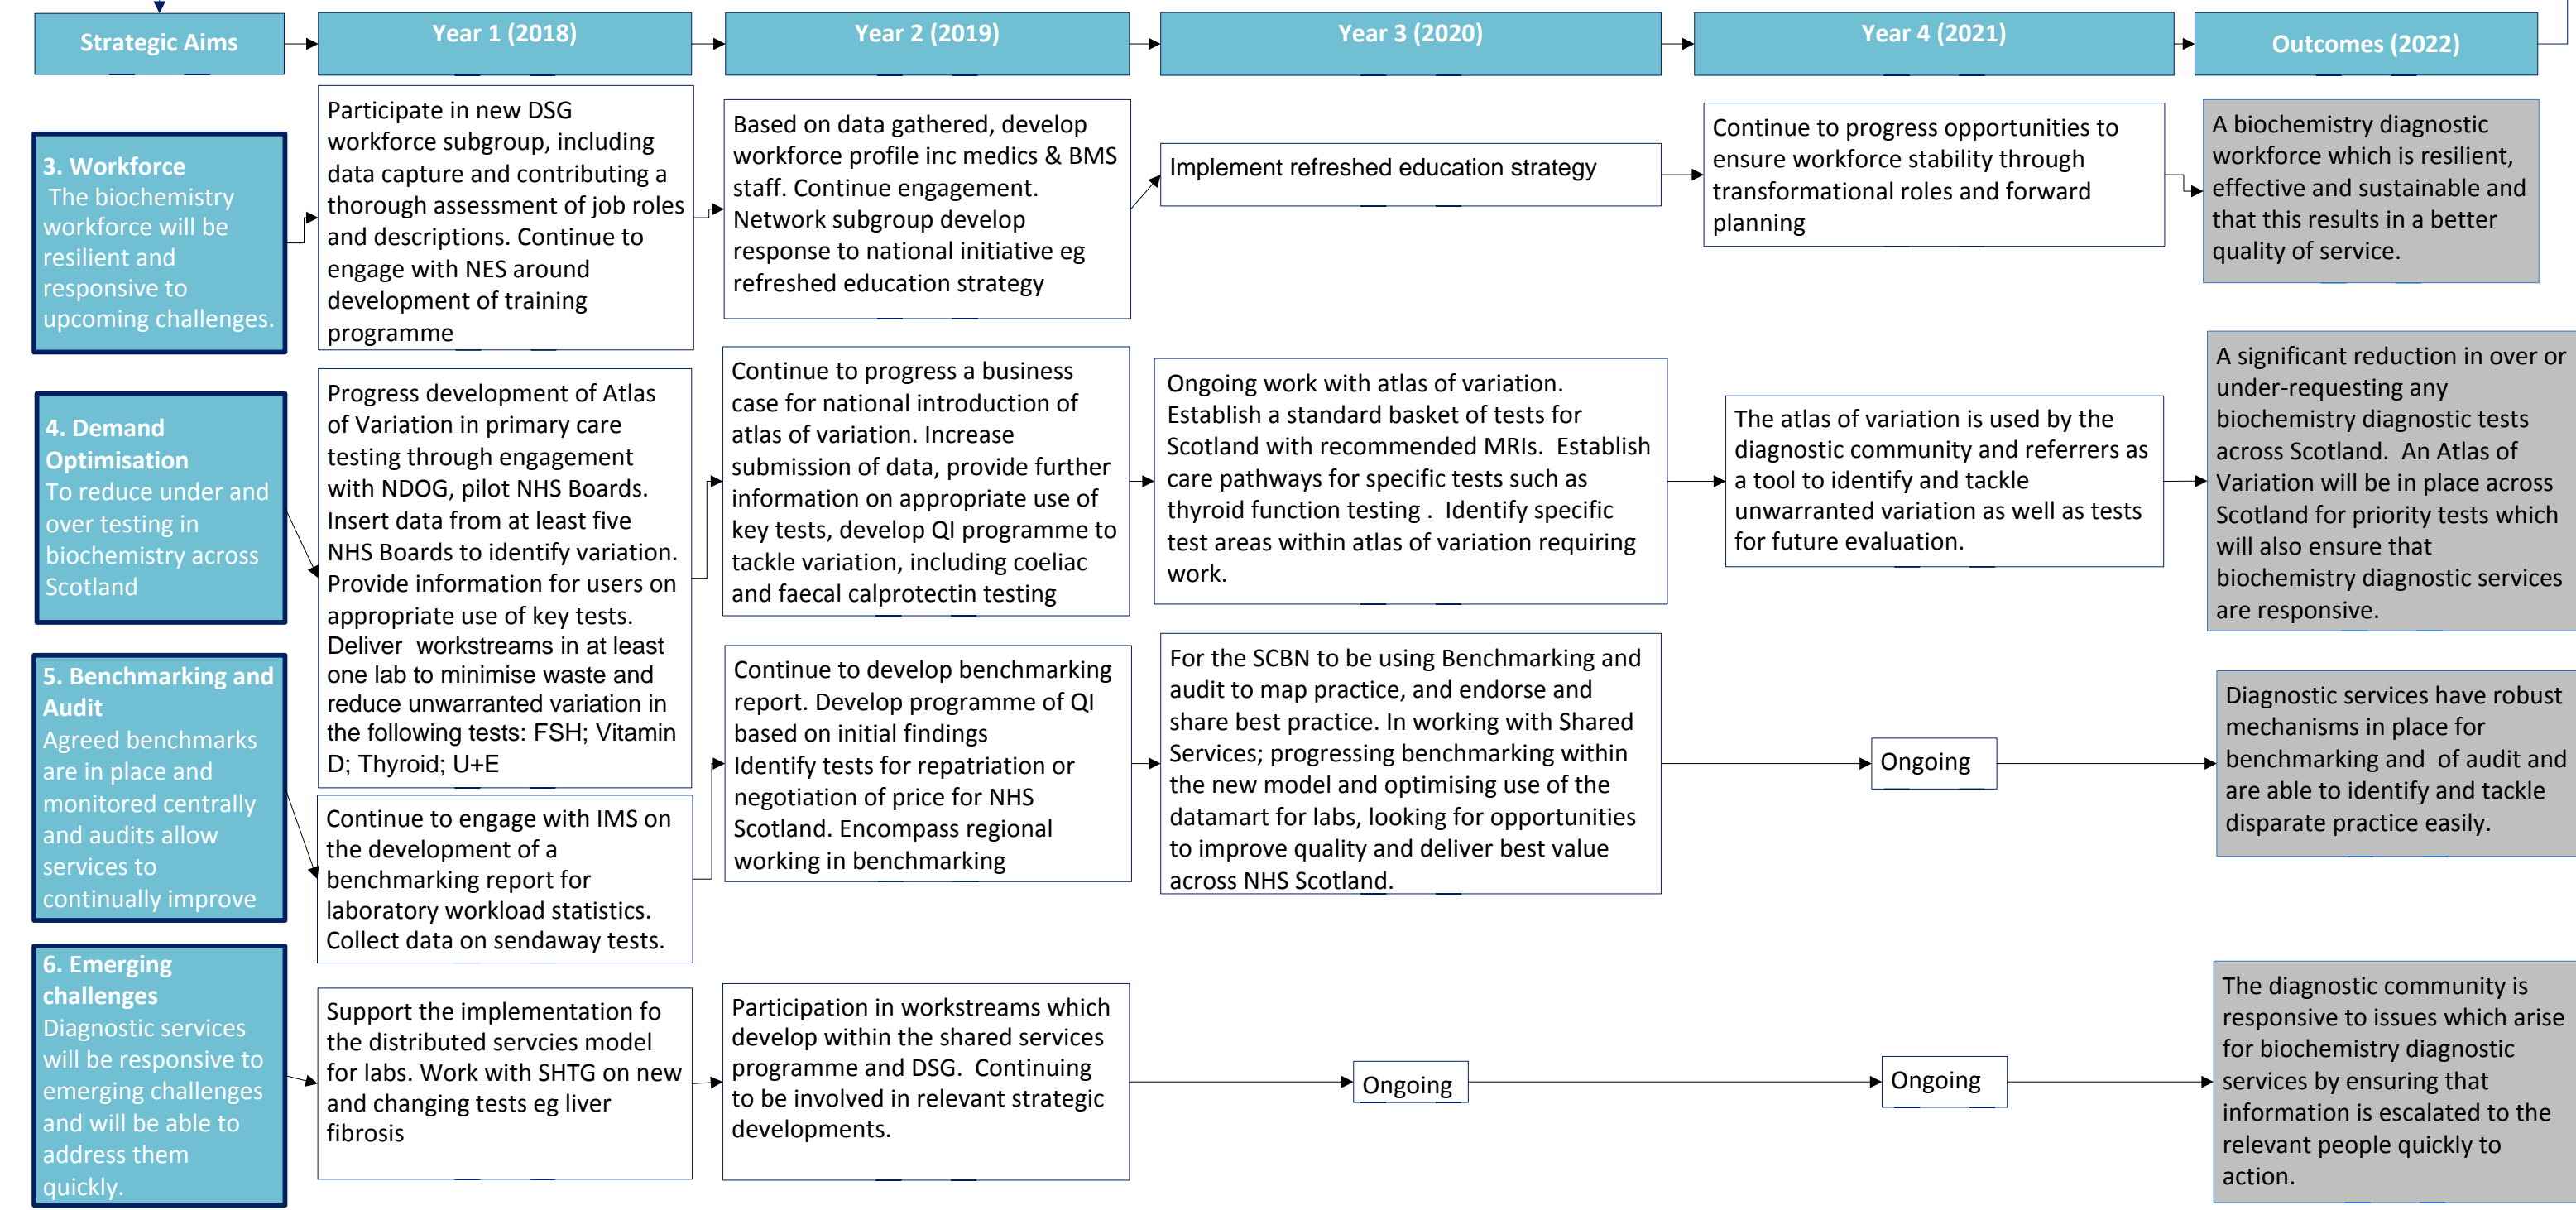 Strategic Aims
Year 1 (2018)
Year 2 (2019)
Year 3 (2020)
Year 4 (2021)
Outcomes (2022)
3. Workforce
The biochemistry
workforce will be
resilient and
responsive to
upcoming challenges.
Participate in new DSG
workforce subgroup, including
data capture and contributing a
thorough assessment of job roles
and descriptions. Continue to
engage with NES around
development of training
programme
Based on data gathered, develop
workforce profile inc medics & BMS
staff. Continue engagement.
Network subgroup develop
response to national initiative eg
refreshed education strategy
Implement refreshed education strategy
Continue to progress opportunities to
ensure workforce stability through
transformational roles and forward
planning
A biochemistry diagnostic
workforce which is resilient,
effective and sustainable and
that this results in a better
quality of service.
4. Demand
Optimisation
To reduce under and
over testing in
biochemistry across
Scotland
Progress development of Atlas
of Variation in primary care
testing through engagement
with NDOG, pilot NHS Boards.
Insert data from at least five
NHS Boards to identify variation.
Provide information for users on
appropriate use of key tests.
Deliver  workstreams in at least
one lab to minimise waste and
reduce unwarranted variation in
the following tests: FSH; Vitamin
D; Thyroid; U+E
Continue to progress a business
case for national introduction of
atlas of variation. Increase
submission of data, provide further
information on appropriate use of
key tests, develop QI programme to
tackle variation, including coeliac
and faecal calprotectin testing
Ongoing work with atlas of variation.
Establish a standard basket of tests for
Scotland with recommended MRIs.  Establish
care pathways for specific tests such as
thyroid function testing .  Identify specific
test areas within atlas of variation requiring
work.
The atlas of variation is used by the
diagnostic community and referrers as
a tool to identify and tackle
unwarranted variation as well as tests
for future evaluation.
A significant reduction in over or
under-requesting any
biochemistry diagnostic tests
across Scotland.  An Atlas of
Variation will be in place across
Scotland for priority tests which
will also ensure that
biochemistry diagnostic services
are responsive.
5. Benchmarking and
Audit
Agreed benchmarks
are in place and
monitored centrally
and audits allow
services to
continually improve
Continue to engage with IMS on
the development of a
benchmarking report for
laboratory workload statistics.
Collect data on sendaway tests.
Continue to develop benchmarking
report. Develop programme of QI
based on initial findings
Identify tests for repatriation or
negotiation of price for NHS
Scotland. Encompass regional
working in benchmarking
For the SCBN to be using Benchmarking and
audit to map practice, and endorse and
share best practice. In working with Shared
Services; progressing benchmarking within
the new model and optimising use of the
datamart for labs, looking for opportunities
to improve quality and deliver best value
across NHS Scotland.
Ongoing
Diagnostic services have robust
mechanisms in place for
benchmarking and  of audit and
are able to identify and tackle
disparate practice easily.
6. Emerging
challenges
Diagnostic services
will be responsive to
emerging challenges
and will be able to
address them
quickly.
Support the implementation fo
the distributed servcies model
for labs. Work with SHTG on new
and changing tests eg liver
fibrosis
Participation in workstreams which
develop within the shared services
programme and DSG.  Continuing
to be involved in relevant strategic
developments.
Ongoing
Ongoing
The diagnostic community is
responsive to issues which arise
for biochemistry diagnostic
services by ensuring that
information is escalated to the
relevant people quickly to
action.